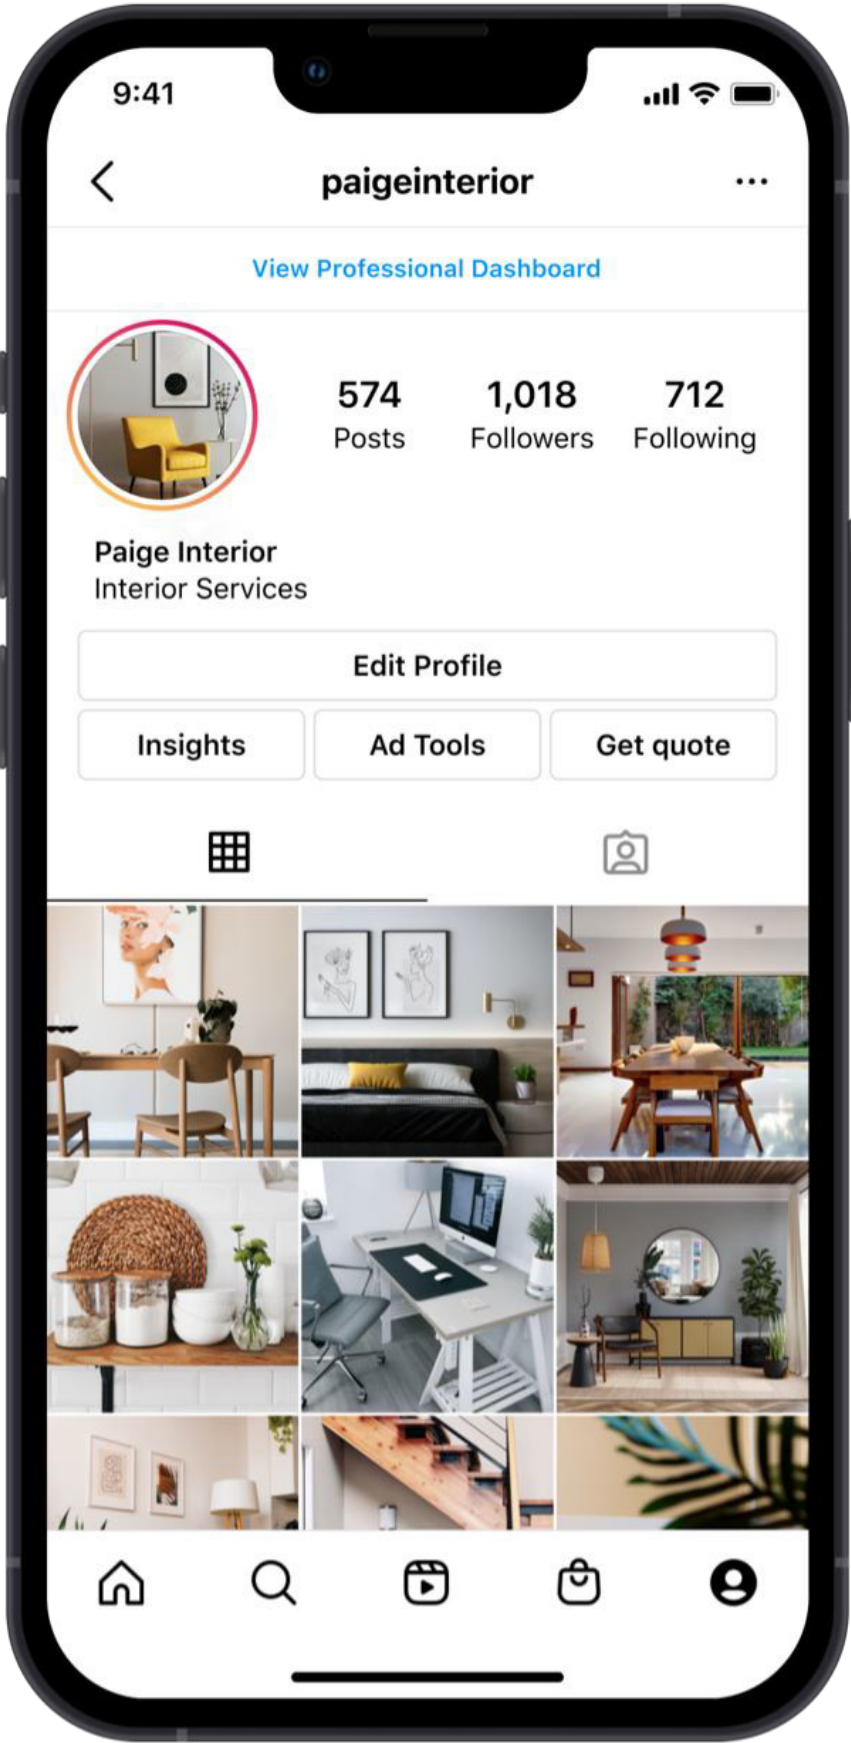 9:41
paigeinterior
View Professional Dashboard
574 1,018 712
Posts Followers Following
Paige Interior
Interior Services
Edit Profile
Insights Ad Tools Get quote